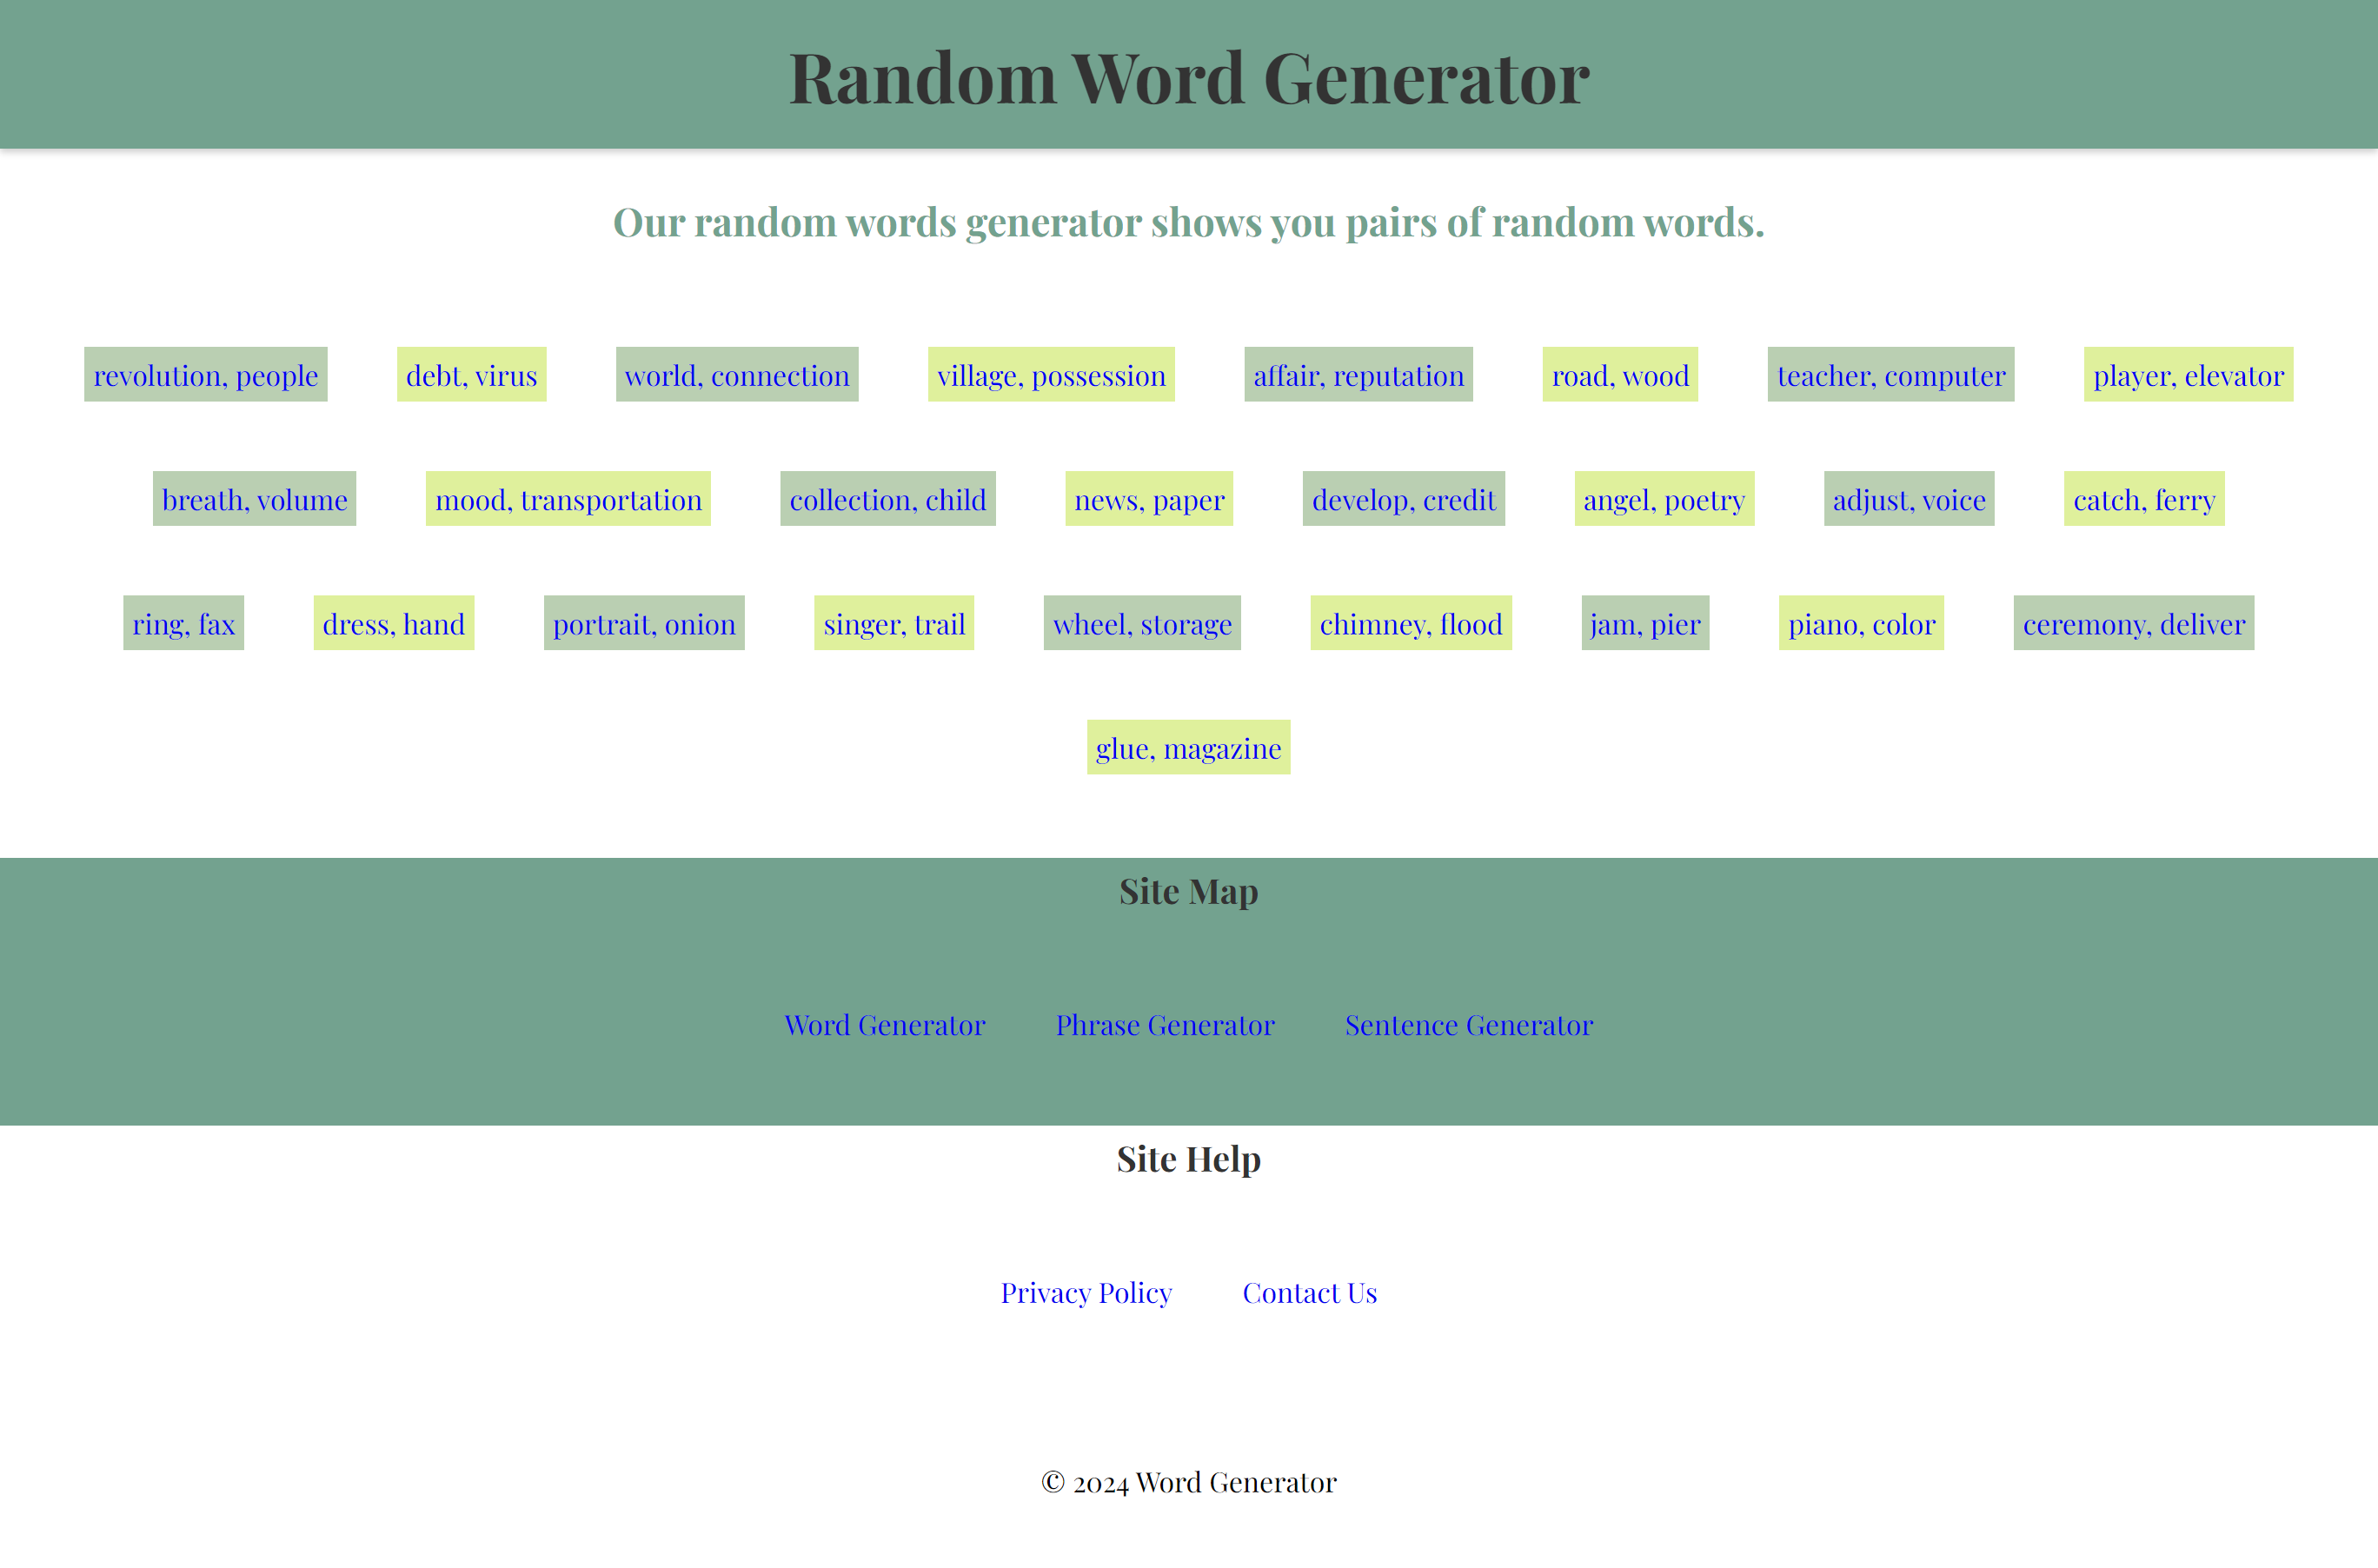 Random Word Generator
Our random words generator shows you pairs of random words.
revolution, people debt, virus world, connection village, possession affair, reputation road, wood teacher, computer player, elevator
breath, volume mood, transportation collection, child news, paper develop, credit angel, poetry adjust, voice catch, ferry
ring, fax dress, hand portrait, onion singer, trail wheel, storage chimney, flood jam, pier piano, color ceremony, deliver
glue, magazine
Site Map
Word Generator Phrase Generator Sentence Generator
Site Help
Privacy Policy Contact Us
© 2024 Word Generator